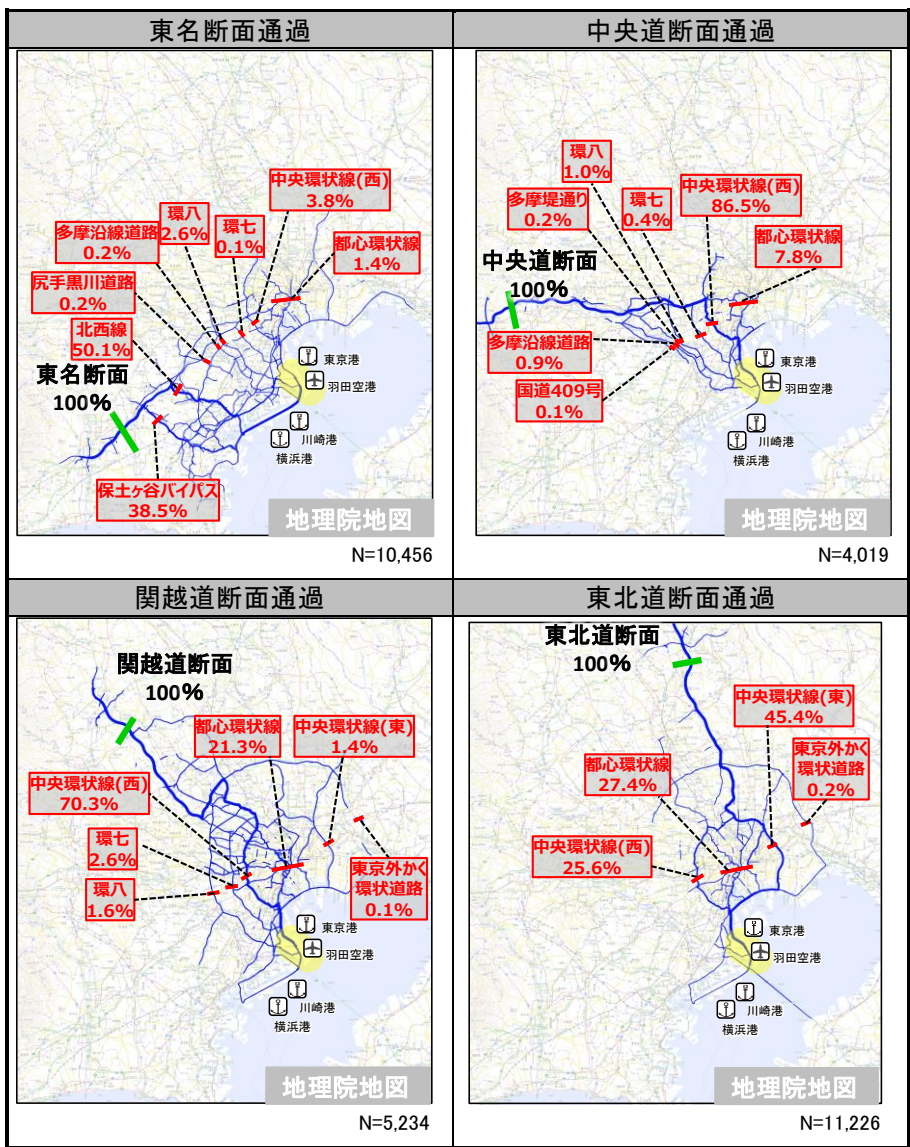 東名断面通過
中央環状線(西)
3.8%
環八
2.6%
環七
0.1%
多摩沿線道路
0.2%
都心環状線
1.4%
尻手黒川道路
0.2%
北西線
50.1%
東名断面
100%
東京港
羽田空港
川崎港
横浜港
保土ヶ谷バイパス
38.5%
地理院地図
N=10,456
中央道断面通過
環八
1.0%
多摩堤通り
0.2%
環七
0.4%
中央環状線(西)
86.5%
都心環状線
7.8%
中央道断面
100%
多摩沿線道路
0.9%
国道409号
0.1%
東京港
羽田空港
川崎港
横浜港
地理院地図
N=4,019
関越道断面通過
関越道断面
100%
都心環状線
21.3%
中央環状線(東)
1.4%
中央環状線(西)
70.3%
環七
2.6%
環八
1.6%
東京外かく
環状道路
0.1%
東京港
羽田空港
川崎港
横浜港
地理院地図
N=5,234
東北道断面通過
東北道断面
100%
中央環状線(東)
45.4%
都心環状線
27.4%
東京外かく
環状道路
0.2%
中央環状線(西)
25.6%
東京港
羽田空港
川崎港
横浜港
地理院地図
N=11,226